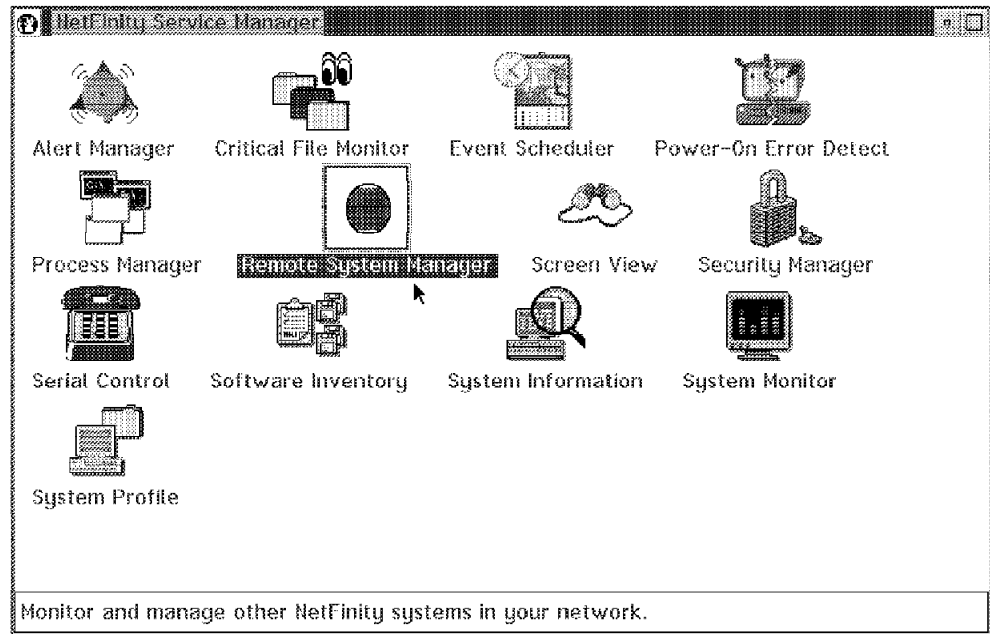 NetFinity Service Manager
Alert Manager
Critical File Monitor
Event Scheduler
Power-On Error Detect
Process Manager
Remote System Manager
Screen View
Security Manager
Serial Control
Software Inventory
System Information
System Monitor
System Profile
Monitor and manage other NetFinity systems in your network.